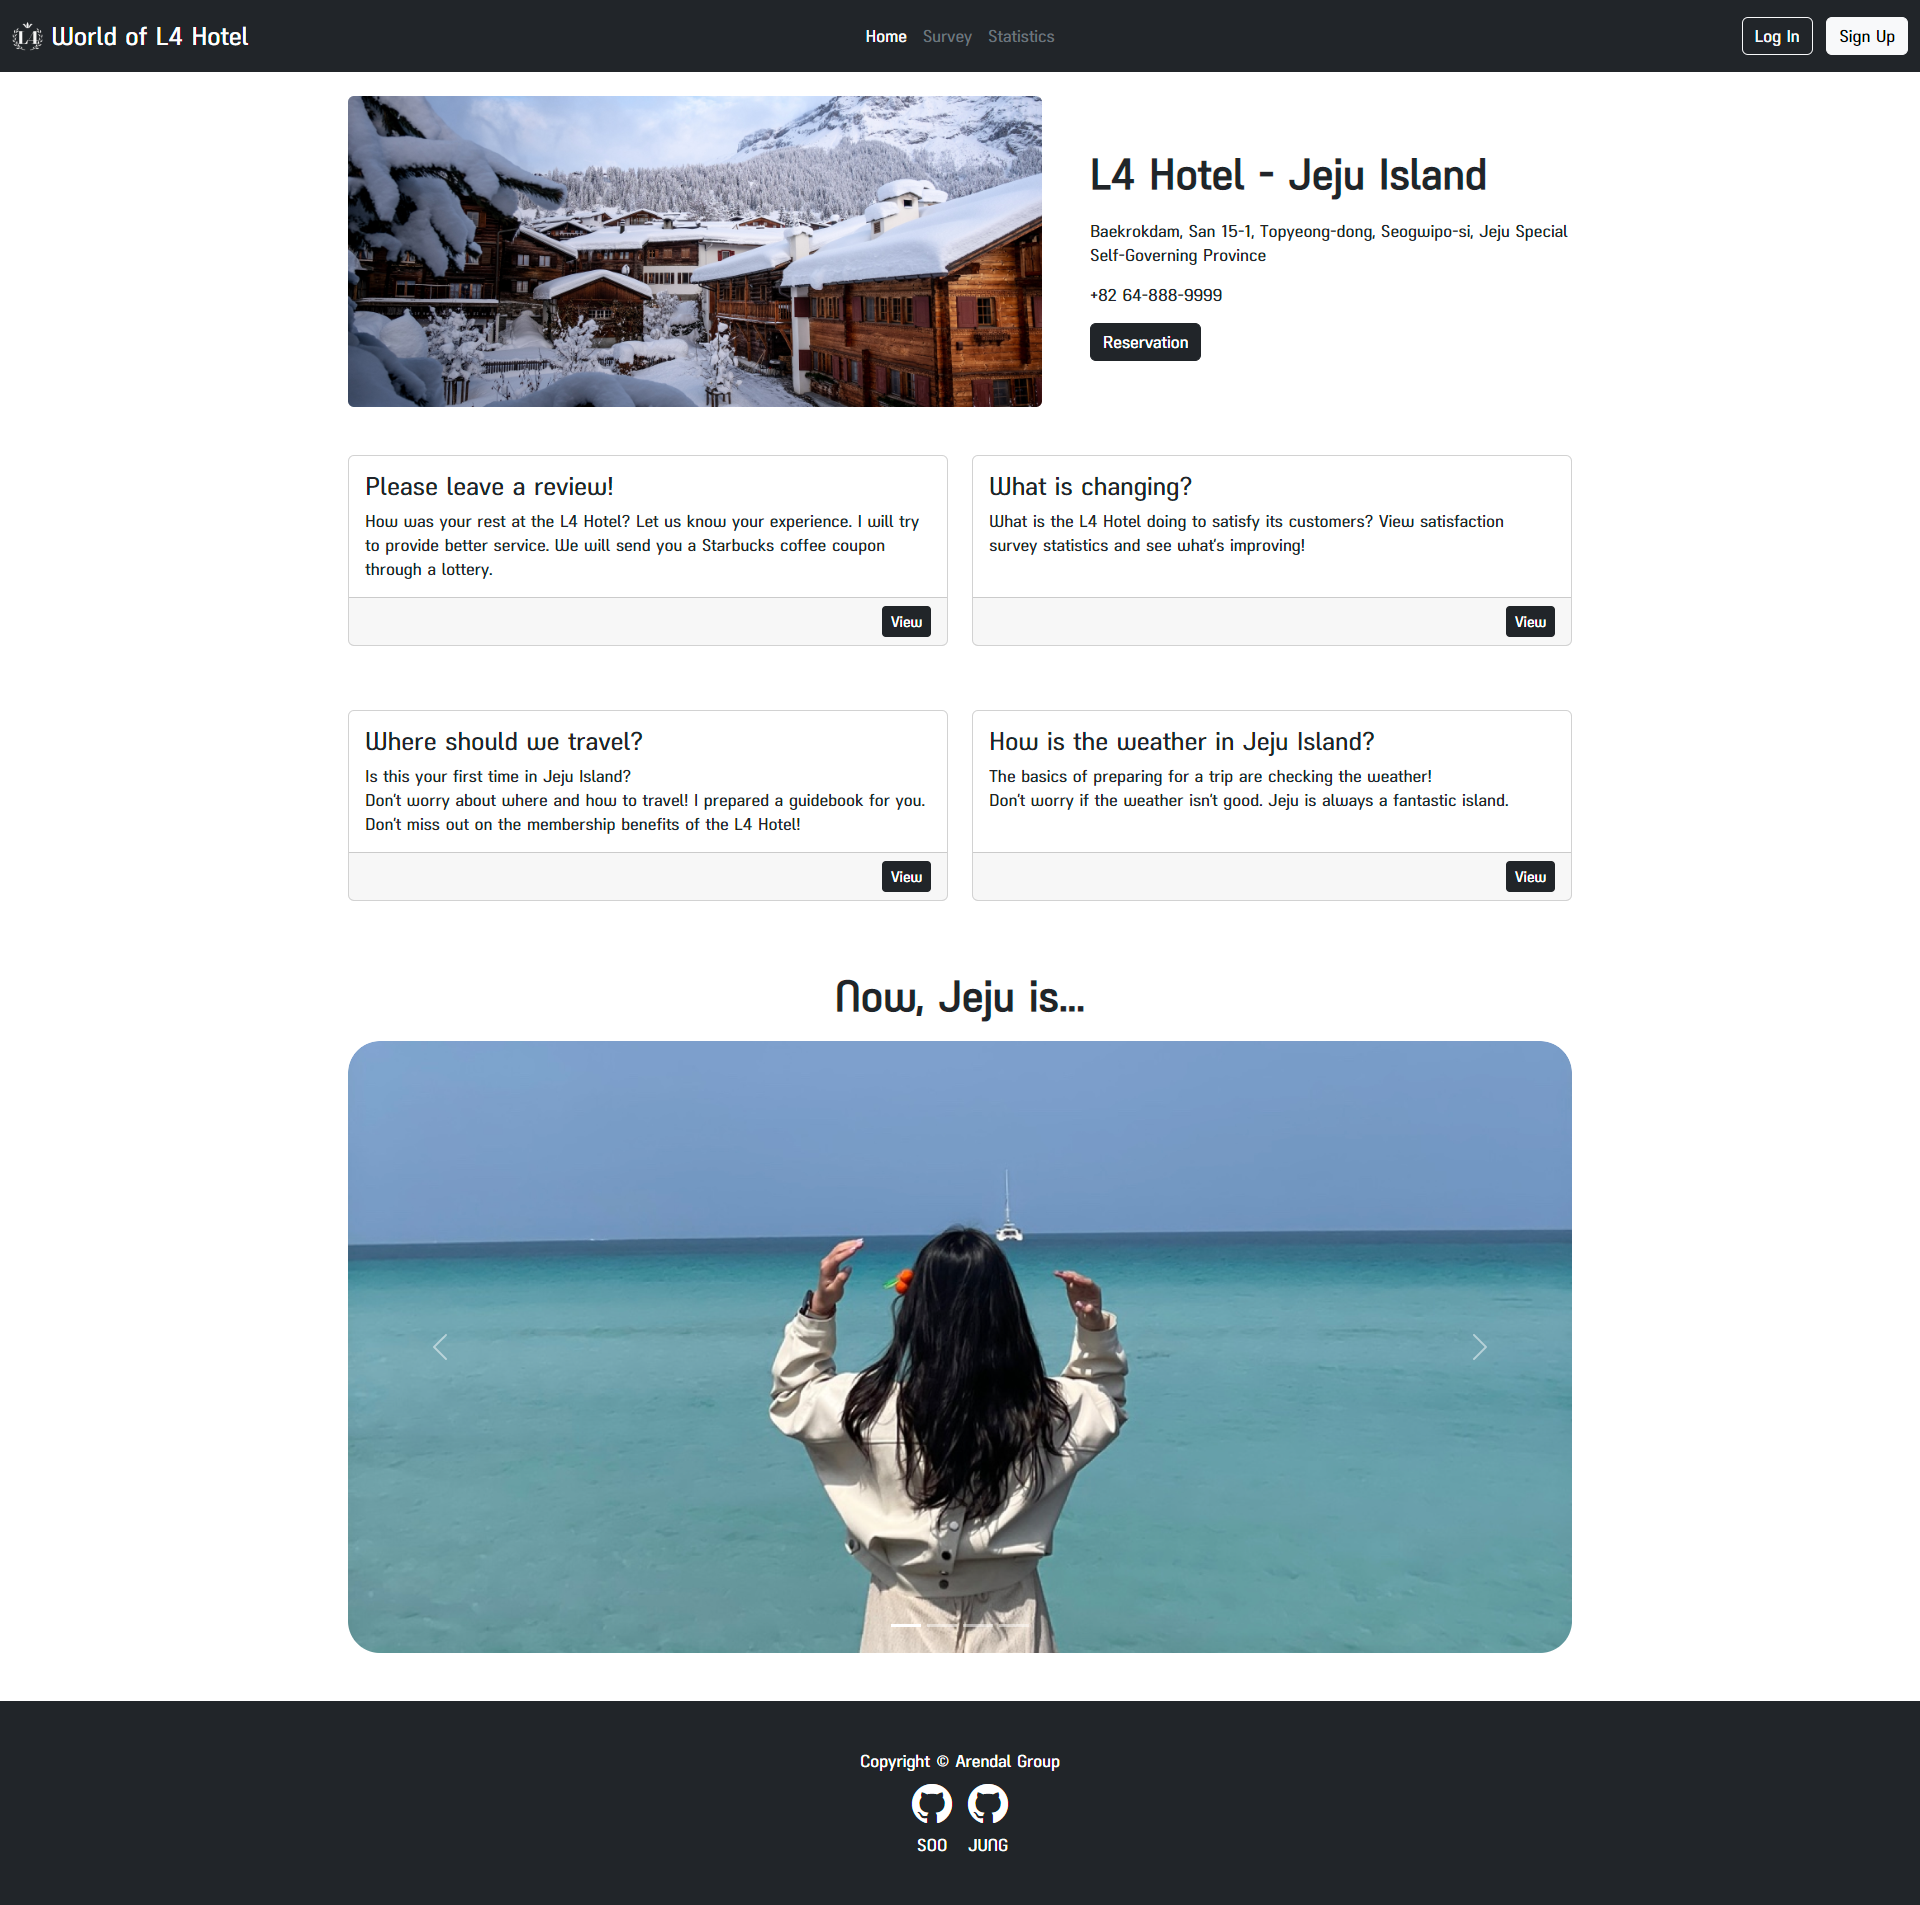 L4 World of L4 Hotel
Home Survey Statistics
Log In Sign Up
L4 Hotel - Jeju Island
Baekrokdam, San 15-1, Topyeong-dong, Seogwipo-si, Jeju Special
Self-Governing Province
+82 64-888-9999
Reservation
Please leave a review!
How was your rest at the L4 Hotel? Let us know your experience. I will try
to provide better service. We will send you a Starbucks coffee coupon
through a lottery.
View
What is changing?
What is the L4 Hotel doing to satisfy its customers? View satisfaction
survey statistics and see what's improving!
View
Where should we travel?
Is this your first time in Jeju Island?
Don't worry about where and how to travel! I prepared a guidebook for you.
Don't miss out on the membership benefits of the L4 Hotel!
View
How is the weather in Jeju Island?
The basics of preparing for a trip are checking the weather!
Don't worry if the weather isn't good. Jeju is always a fantastic island.
View
Now, Jeju is...
Copyright © Arendal Group
SOO JUNG